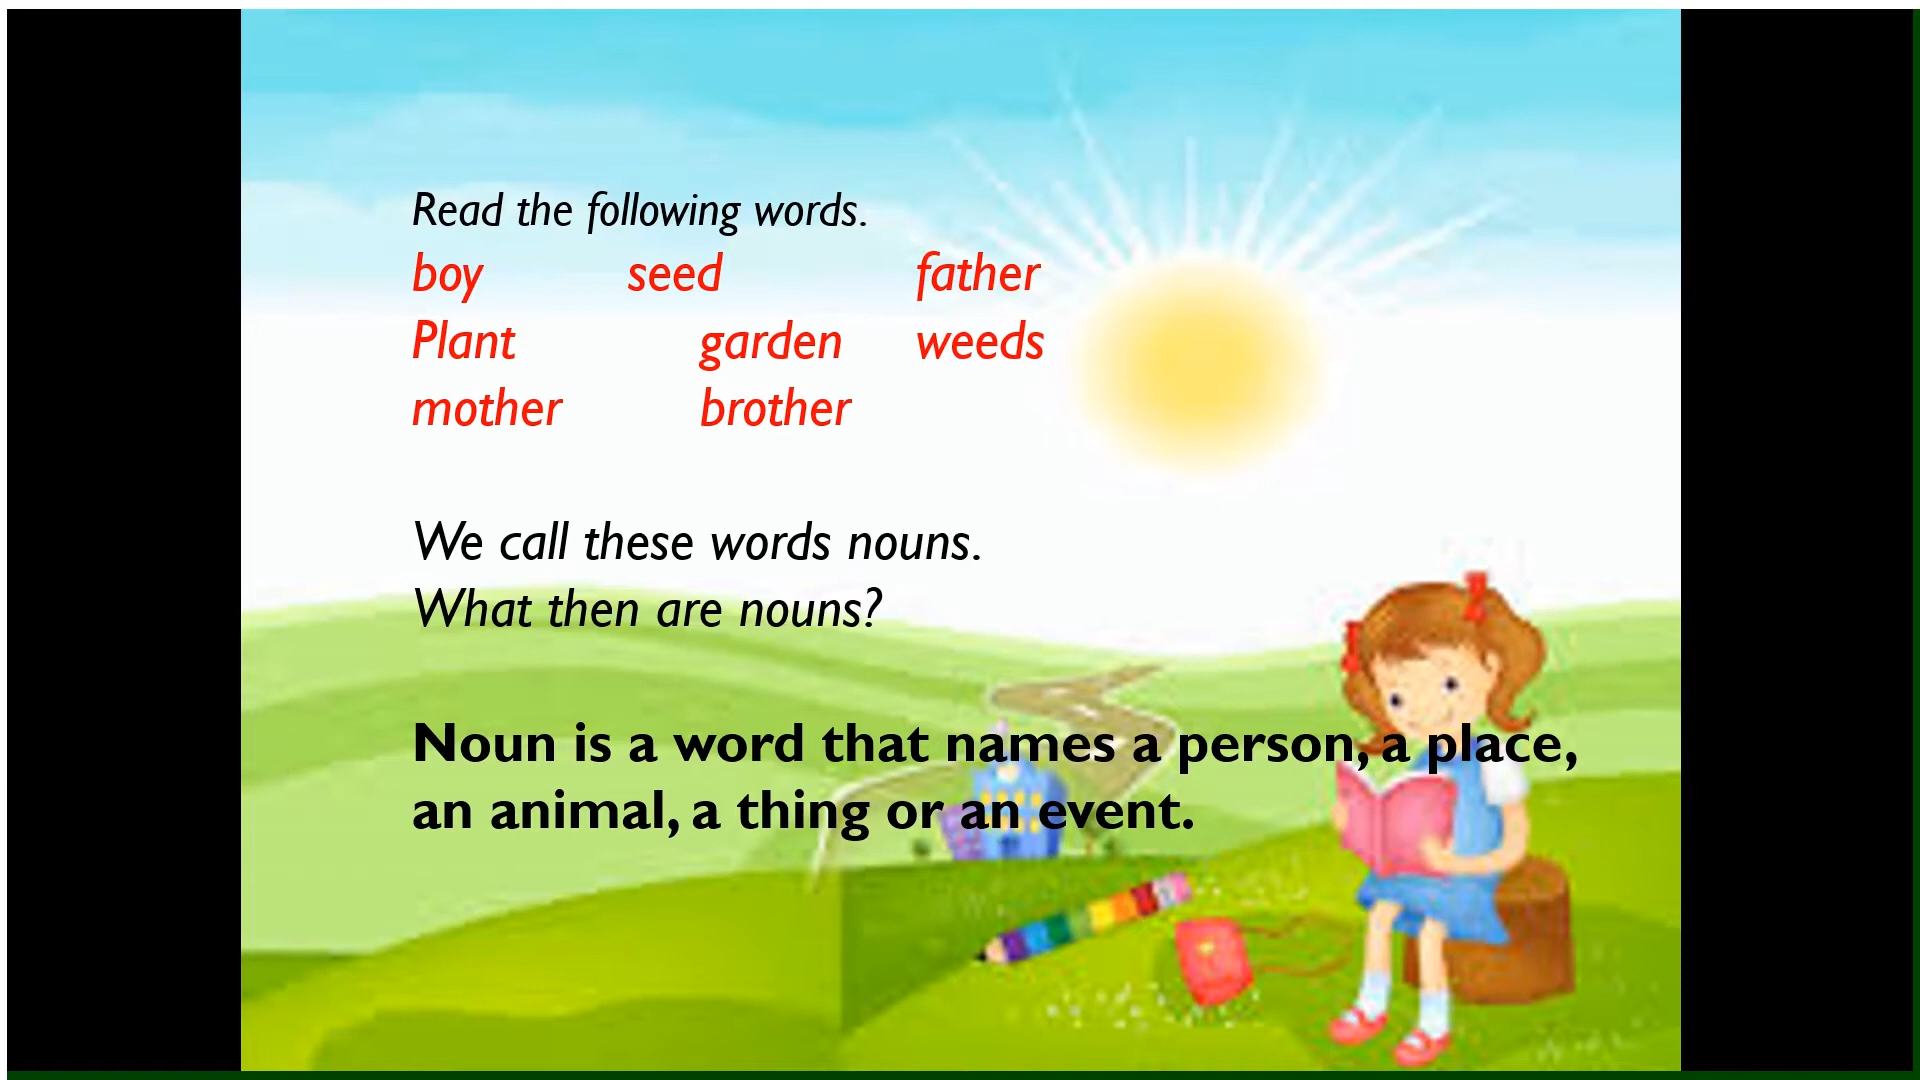 Read the following words.
boy seed father
Plant garden weeds
mother brother
We call these words nouns.
What then are nouns?
Noun is a word that names a person, a place,
an animal, a thing or an event.